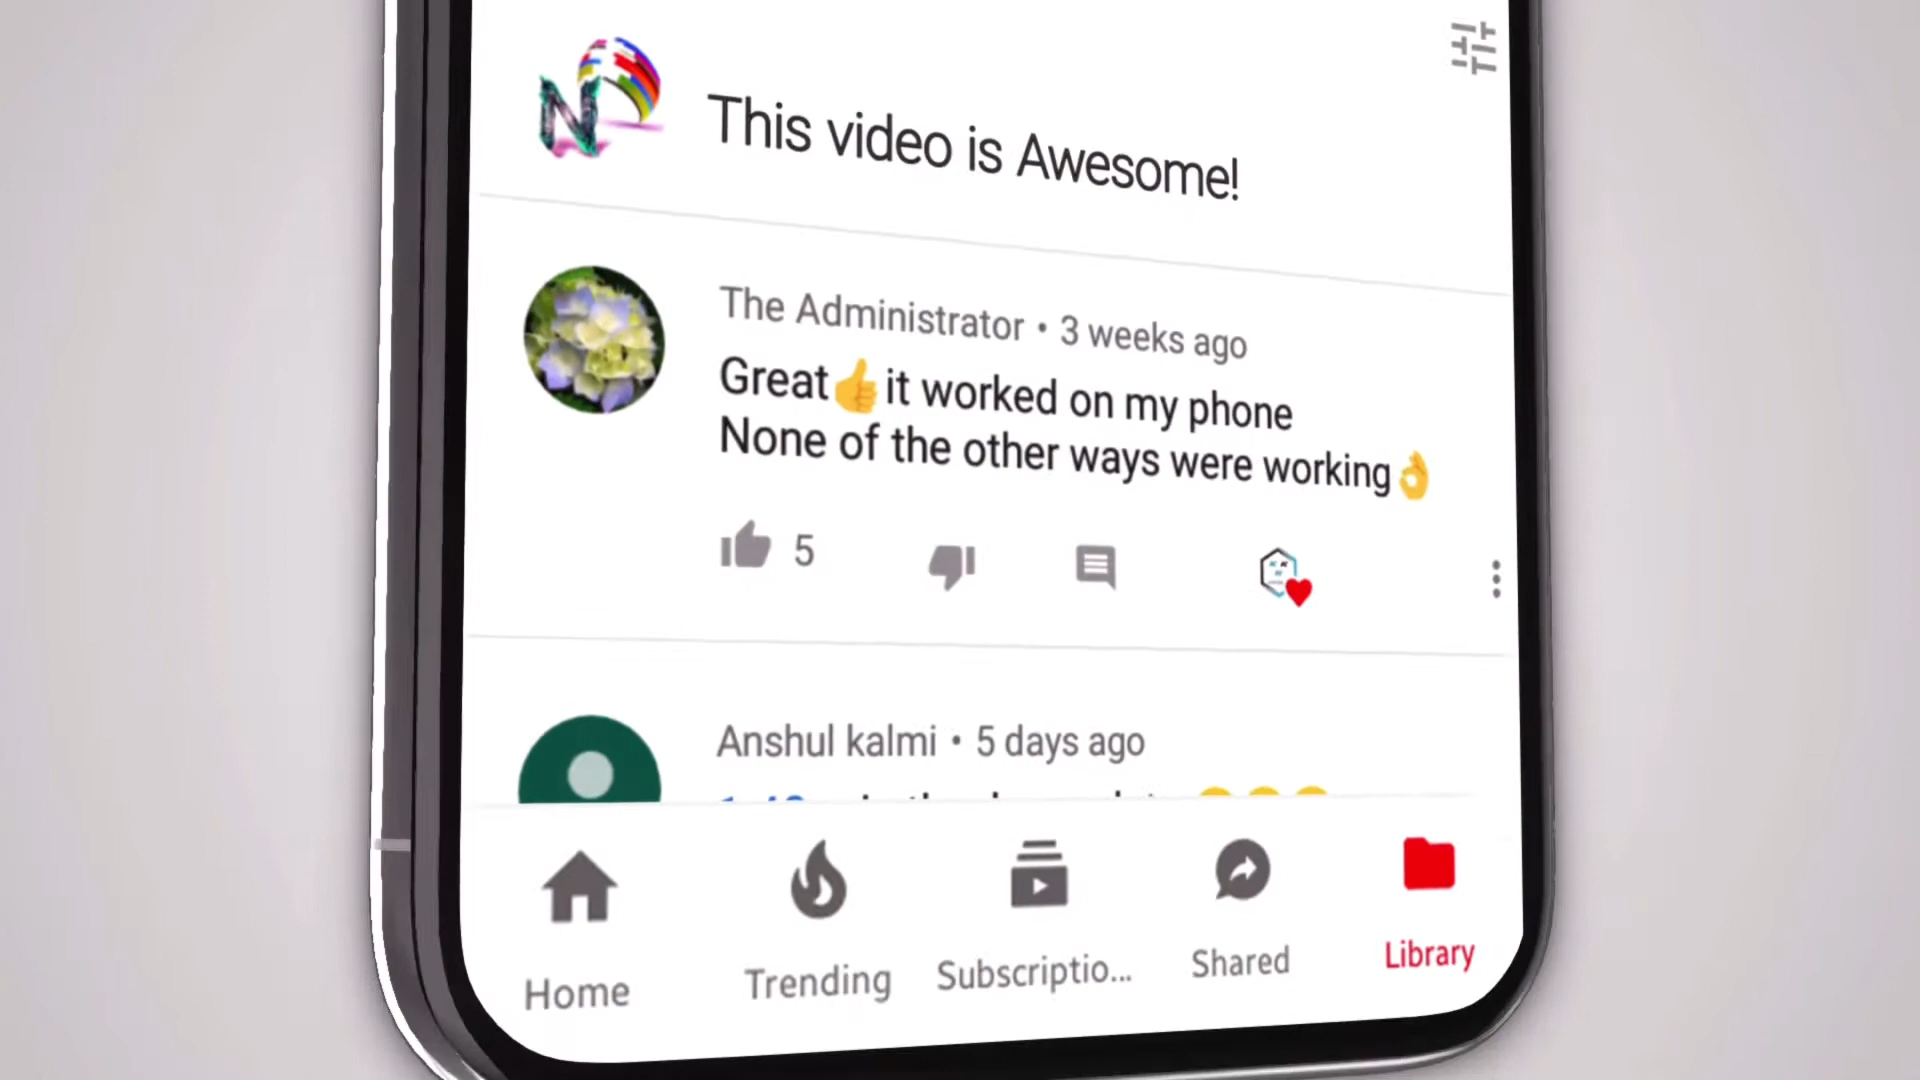 N
This video is Awesome!
The Administrator • 3 weeks ago
Great👍it worked on my phone
None of the other ways were working👌
5
Anshul kalmi • 5 days ago
Home
Trending
Subscriptio...
Shared
Library